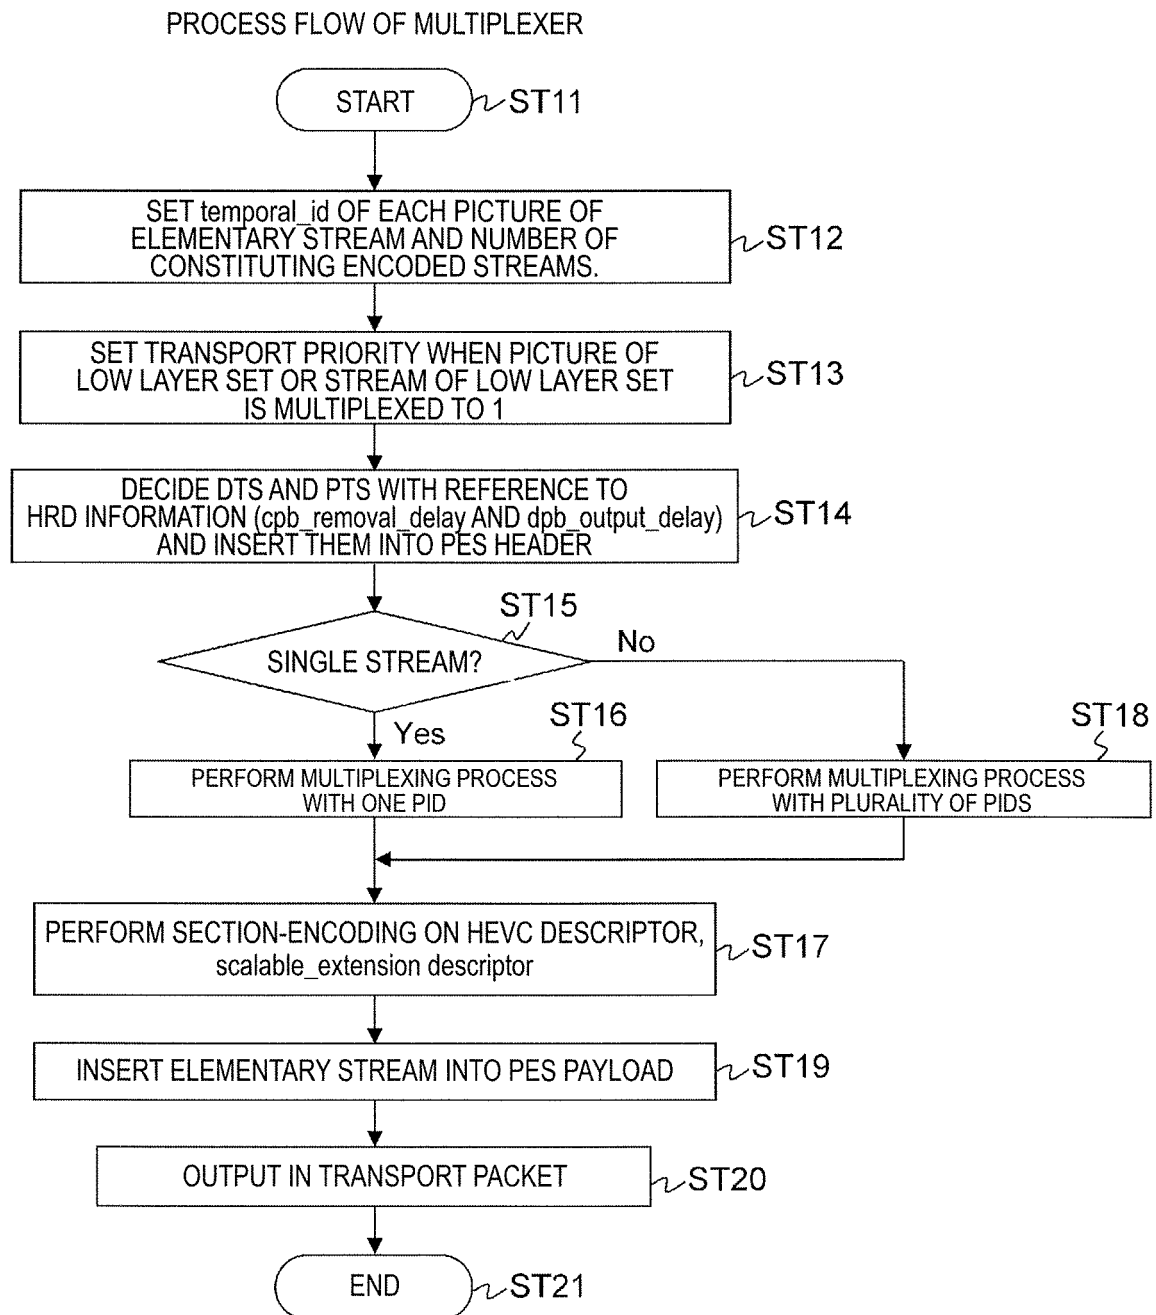 PROCESS FLOW OF MULTIPLEXER
START
ST11
SET temporal_id OF EACH PICTURE OF
ELEMENTARY STREAM AND NUMBER OF
CONSTITUTING ENCODED STREAMS.
ST12
SET TRANSPORT PRIORITY WHEN PICTURE OF
LOW LAYER SET OR STREAM OF LOW LAYER SET
IS MULTIPLEXED TO 1
ST13
DECIDE DTS AND PTS WITH REFERENCE TO
HRD INFORMATION (cpb_removal_delay AND dpb_output_delay)
AND INSERT THEM INTO PES HEADER
ST14
ST15
SINGLE STREAM?
No
Yes
ST16
ST18
PERFORM MULTIPLEXING PROCESS
WITH ONE PID
PERFORM MULTIPLEXING PROCESS
WITH PLURALITY OF PIDS
PERFORM SECTION-ENCODING ON HEVC DESCRIPTOR,
scalable_extension descriptor
ST17
INSERT ELEMENTARY STREAM INTO PES PAYLOAD
ST19
OUTPUT IN TRANSPORT PACKET
ST20
END
ST21